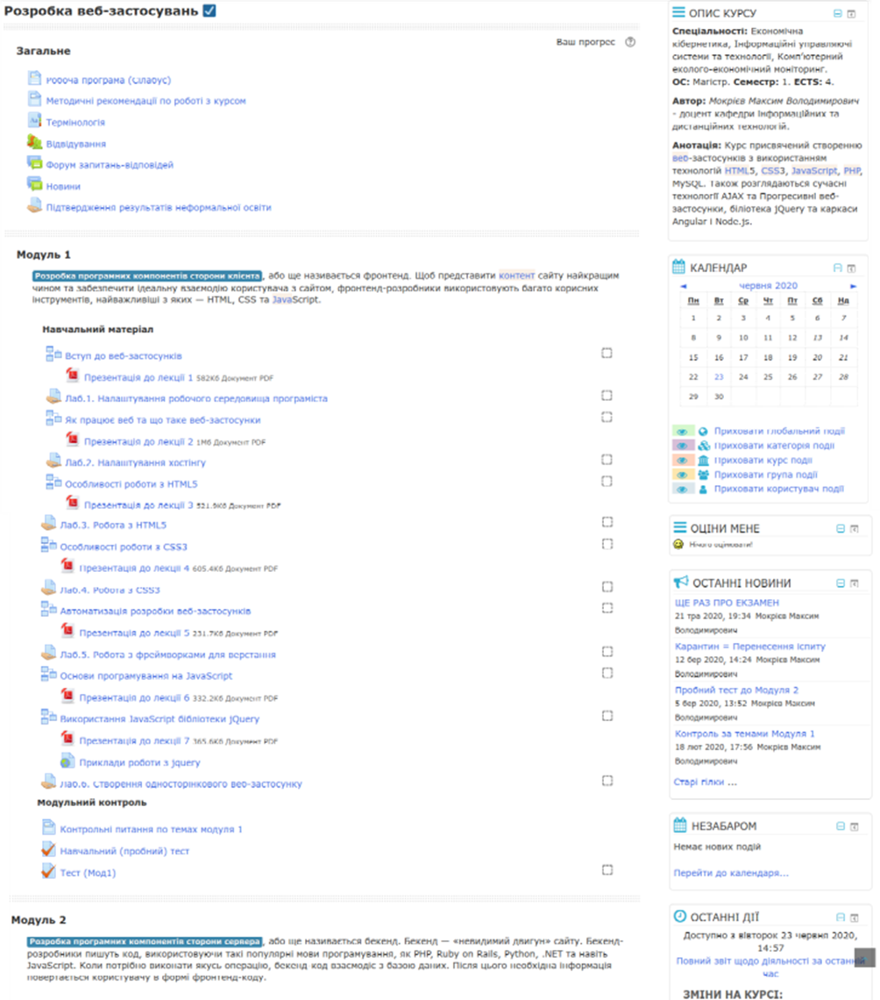 Розробка веб-застосувань
Ваш прогрес
Загальне
Робоча програма (Сілабус)
Методичні рекомендації по роботі з курсом
Термінологія
Відвідування
Форум запитань-відповідей
Новини
Підтвердження результатів неформальної освіти
Модуль 1
Розробка програмних компонентів сторони клієнта, або ще називається фронтенд. Щоб представити контент сайту найкращим
чином та забезпечити ідеальну взаємодію користувача з сайтом, фронтенд-розробники використовують багато корисних
інструментів, найважливіші з яких — HTML, CSS та JavaScript.
Навчальний матеріал
Вступ до веб-застосунків
Презентація до лекції 1 582Кб Документ PDF
Лаб.1. Налаштування робочого середовища програміста
Як працює веб та що таке веб-застосунки
Презентація до лекції 2 1Мб Документ PDF
Лаб.2. Налаштування хостінгу
Особливості роботи з HTML5
Презентація до лекції 3 521.9Кб Документ PDF
Лаб.3. Робота з HTML5
Особливості роботи з CSS3
Презентація до лекції 4 605.4Кб Документ PDF
Лаб.4. Робота з CSS3
Автоматизація розробки веб-застосунків
Презентація до лекції 5 231.7Кб Документ PDF
Лаб.5. Робота з фреймворками для верстання
Основи програмування на JavaScript
Презентація до лекції 6 332.2Кб Документ PDF
Використання JavaScript бібліотеки jQuery
Презентація до лекції 7 365.6Кб Документ PDF
Приклади роботи з jquery
Лаб.6. Створення односторінкового веб-застосунку
Модульний контроль
Контрольні питання по темах модуля 1
Навчальний (пробний) тест
Тест (Мод1)
Модуль 2
Розробка програмних компонентів сторони сервера, або ще називається бекенд. Бекенд — «невидимий двигун» сайту. Бекенд-
розробники пишуть код, використовуючи такі популярні мови програмування, як PHP, Ruby on Rails, Python, .NET та навіть
JavaScript. Коли потрібно виконати якусь операцію, бекенд код взаємодіє з базою даних. Після цього необхідна інформація
повертається користувачу в формі фронтенд-коду.
ОПИС КУРСУ
Спеціальності: Економічна
кібернетика, Інформаційні управляючі
системи та технології, Комп'ютерний
еколого-економічний моніторинг.
ОС: Магістр. Семестр: 1. ECTS: 4.
Автор: Мокрієв Максим Володимирович
- доцент кафедри інформаційних та
дистанційних технологій.
Анотація: Курс присвячений створенню
веб-застосунків з використанням
технологій HTML5, CSS3, JavaScript, PHP,
MySQL. Також розглядаються сучасні
технології AJAX та Прогресивні веб-
застосунки, біліотека jQuery та каркаси
Angular і Node.js.
КАЛЕНДАР
◄ червня 2020 ►
Пн Вт Ср Чт Пт Сб Нд
1 2 3 4 5 6 7
8 9 10 11 12 13 14
15 16 17 18 19 20 21
22 23 24 25 26 27 28
29 30
Приховати глобальний події
Приховати категорія події
Приховати курс події
Приховати група події
Приховати користувач події
ОЦІНИ МЕНЕ
Нічого оцінювати!
ОСТАННІ НОВИНИ
ЩЕ РАЗ ПРО ЕКЗАМЕН
21 тра 2020, 19:34 Мокрієв Максим
Володимирович
Карантин = Перенесення іспиту
12 бер 2020, 14:24 Мокрієв Максим
Володимирович
Пробний тест до Модуля 2
5 бер 2020, 13:52 Мокрієв Максим
Володимирович
Контроль за темами Модуля 1
18 лют 2020, 17:56 Мокрієв Максим
Володимирович
Старі гілки ...
НЕЗАБАРОМ
Немає нових подій
Перейти до календаря...
ОСТАННІ ДІЇ
Доступно з вівторок 23 червня 2020,
14:57
Повний звіт щодо діяльності за останній
час
ЗМІНИ НА КУРСІ: